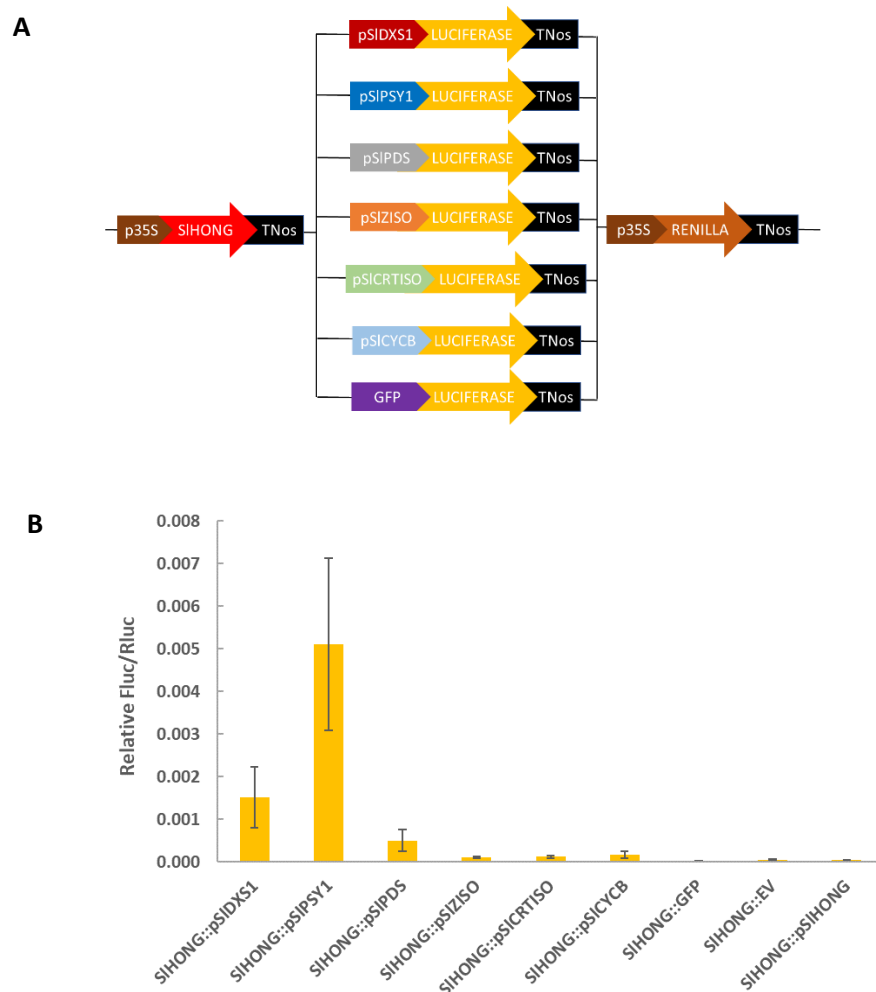 A
pSlDXS1 LUCIFERASE TNos
pSlPSY1 LUCIFERASE TNos
pSlPDS LUCIFERASE TNos
pSlZISO LUCIFERASE TNos
p35S SlHONG TNos
p35S RENILLA TNos
pSlCRTISO LUCIFERASE TNos
pSlCYCB LUCIFERASE TNos
GFP LUCIFERASE TNos
B
Relative Fluc/Rluc
0.008
0.007
0.006
0.005
0.004
0.003
0.002
0.001
0.000
SlHONG::pSlDXS1
SlHONG::pSlPSY1
SlHONG::pSlPDS
SlHONG::pSlZISO
SlHONG::pSlCRTISO
SlHONG::pSlCYCB
SlHONG::GFP
SlHONG::EV
SlHONG::pSlHONG